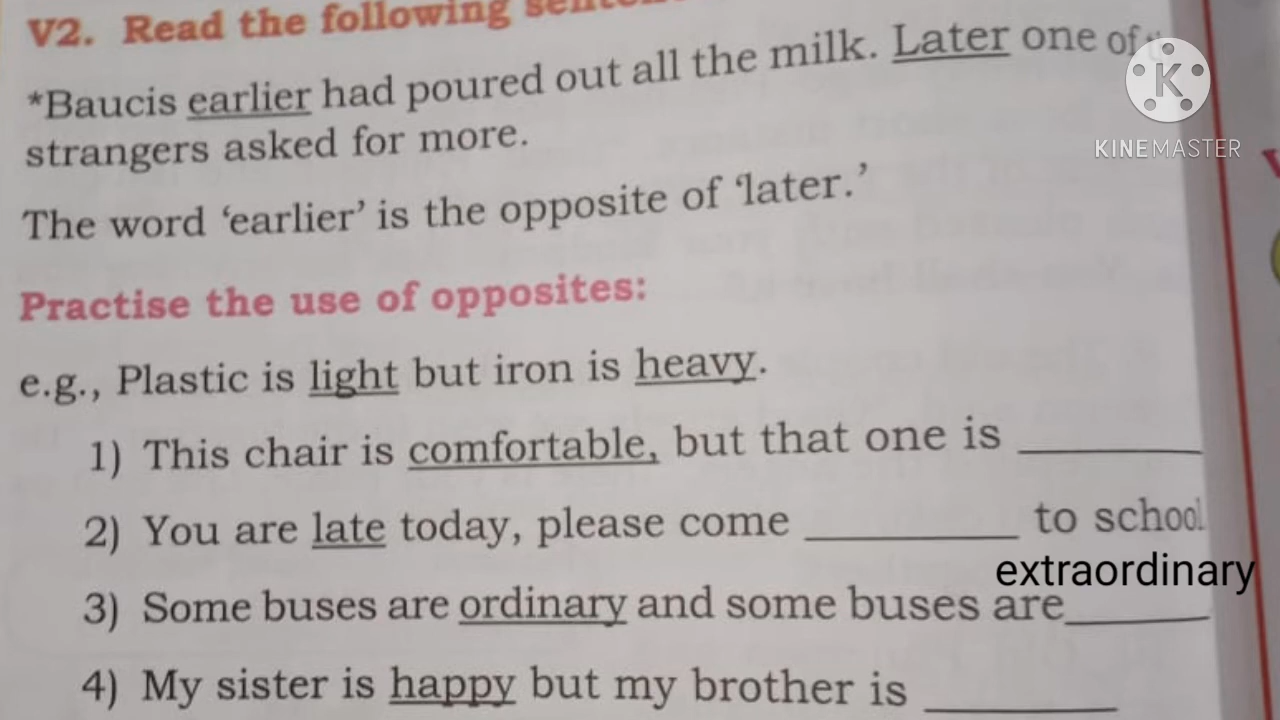 V2. Read the following
*Baucis earlier had poured out all the milk. Later one of
strangers asked for more.
The word ‘earlier’ is the opposite of ‘later.’
Practise the use of opposites:
e.g., Plastic is light but iron is heavy.
1) This chair is comfortable, but that one is __________
2) You are late today, please come __________ to school
extraordinary
3) Some buses are ordinary and some buses are__________
4) My sister is happy but my brother is __________
K
KINEMASTER